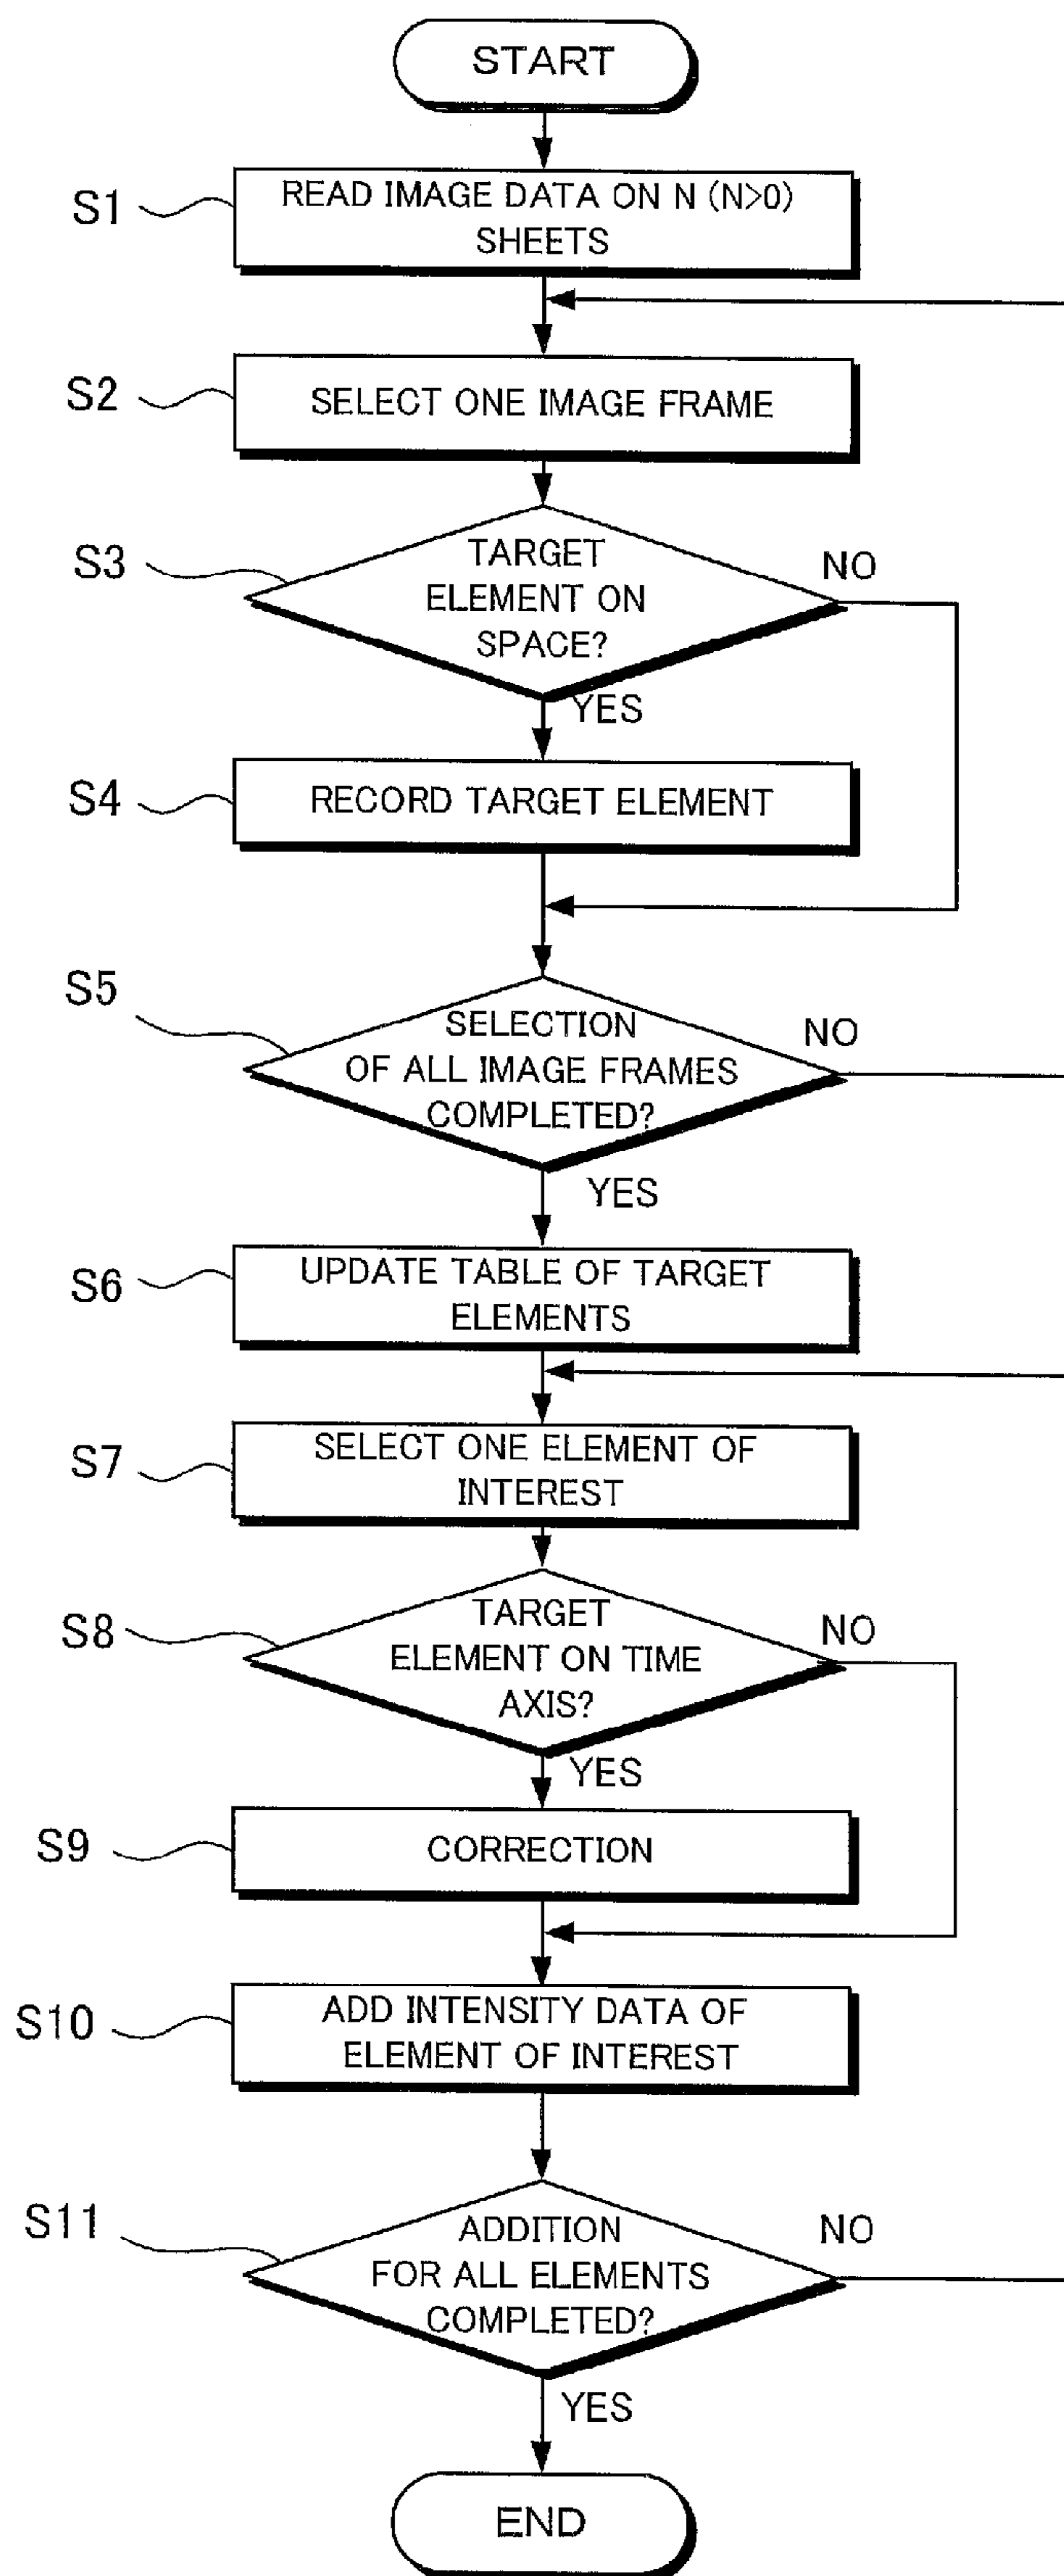 START
S1
READ IMAGE DATA ON N (N>0)
SHEETS
S2
SELECT ONE IMAGE FRAME
S3
TARGET
ELEMENT ON
SPACE?
NO
YES
S4
RECORD TARGET ELEMENT
S5
SELECTION
OF ALL IMAGE FRAMES
COMPLETED?
NO
YES
S6
UPDATE TABLE OF TARGET
ELEMENTS
S7
SELECT ONE ELEMENT OF
INTEREST
S8
TARGET
ELEMENT ON TIME
AXIS?
NO
YES
S9
CORRECTION
S10
ADD INTENSITY DATA OF
ELEMENT OF INTEREST
S11
ADDITION
FOR ALL ELEMENTS
COMPLETED?
NO
YES
END